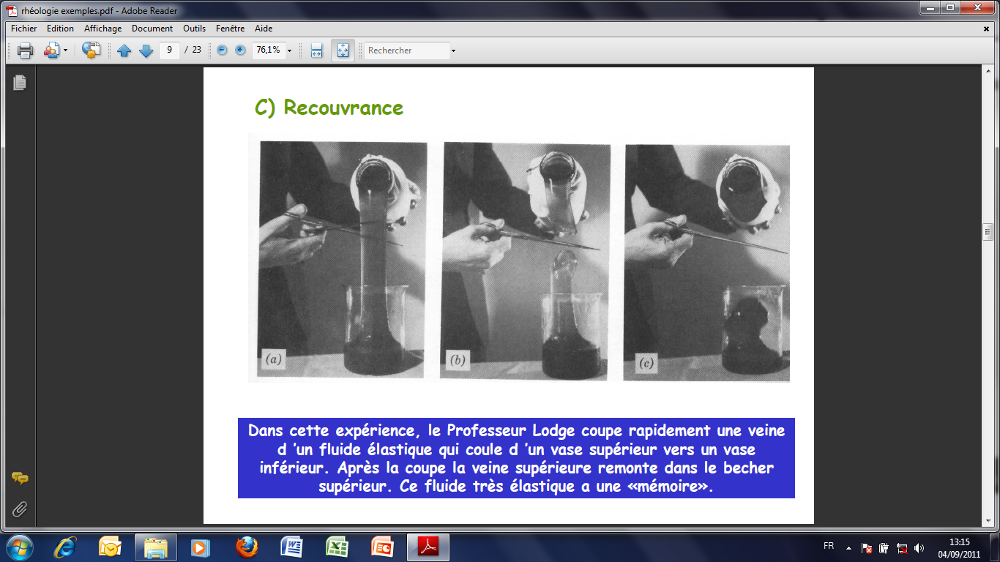 rhéologie exemples.pdf - Adobe Reader
Fichier Edition Affichage Document Outils Fenêtre Aide
9 / 23 76,1% Rechercher
C) Recouvrance
(a) (b) (c)
Dans cette expérience, le Professeur Lodge coupe rapidement une veine
d ’un fluide élastique qui coule d ’un vase supérieur vers un vase
inférieur. Après la coupe la veine supérieure remonte dans le becher
supérieur. Ce fluide très élastique a une «mémoire».
FR 13:15
04/09/2011